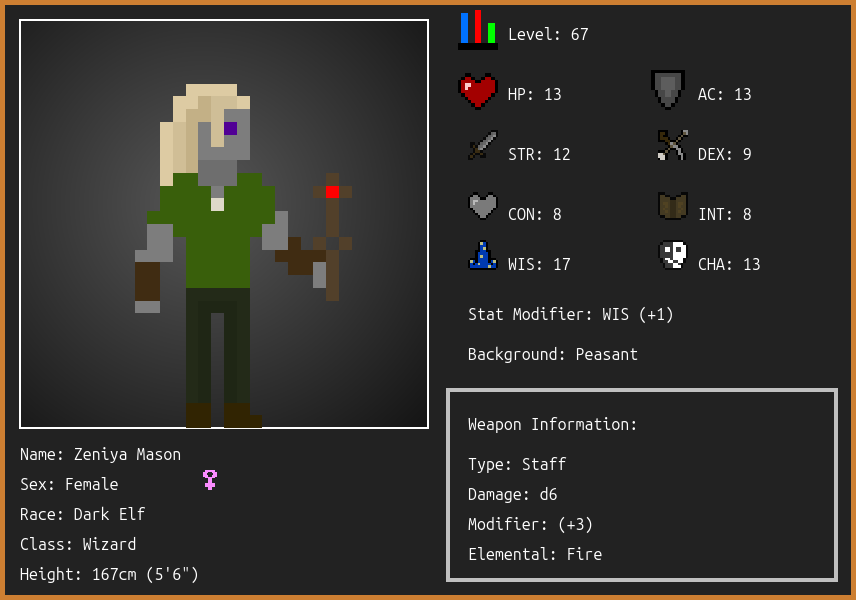 Level: 67
HP: 13
AC: 13
STR: 12
DEX: 9
CON: 8
INT: 8
WIS: 17
CHA: 13
Stat Modifier: WIS (+1)
Background: Peasant
Weapon Information:
Type: Staff
Damage: d6
Modifier: (+3)
Elemental: Fire
Name: Zeniya Mason
Sex: Female
Race: Dark Elf
Class: Wizard
Height: 167cm (5'6")